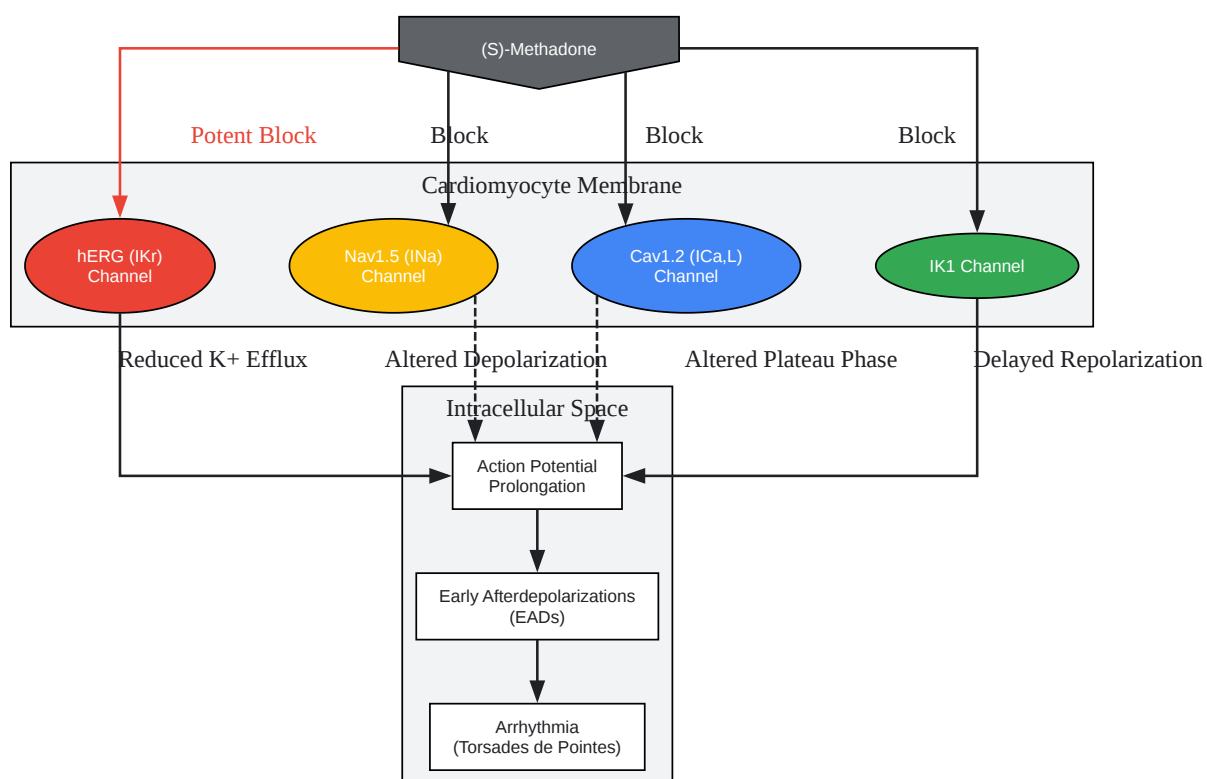 (S)-Methadone
Potent Block
Block
Block
Block
Cardiomyocyte Membrane
hERG (IKr)
Channel
Nav1.5 (INa)
Channel
Cav1.2 (ICa,L)
Channel
IK1 Channel
Reduced K+ Efflux
Altered Depolarization
Altered Plateau Phase
Delayed Repolarization
Intracellular Space
Action Potential
Prolongation
Early Afterdepolarizations
(EADs)
Arrhythmia
(Torsades de Pointes)